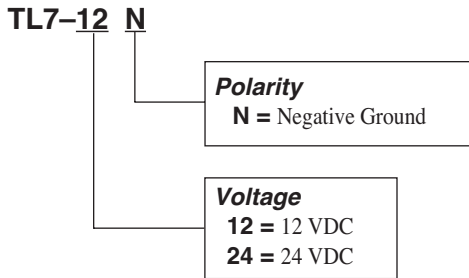 TL7–12 N
Polarity
N = Negative Ground
Voltage
12 = 12 VDC
24 = 24 VDC